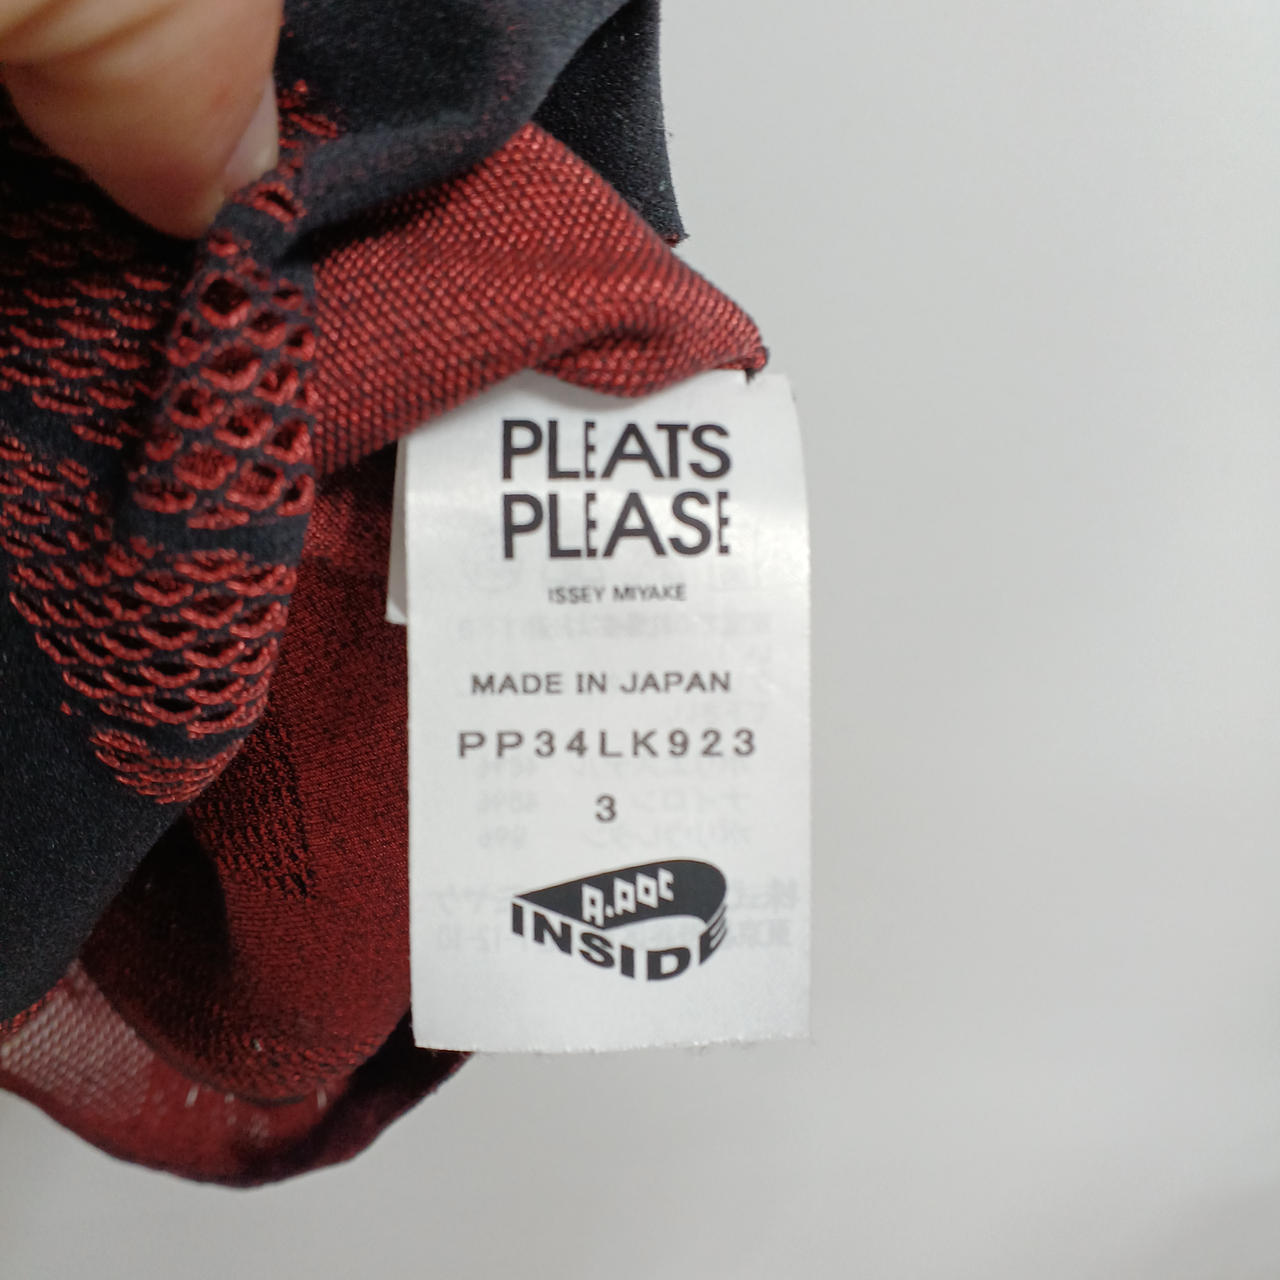 PLEATS
PLEASE
ISSEY MIYAKE
MADE IN JAPAN
PP34LK923
3
A.POC
INSIDE